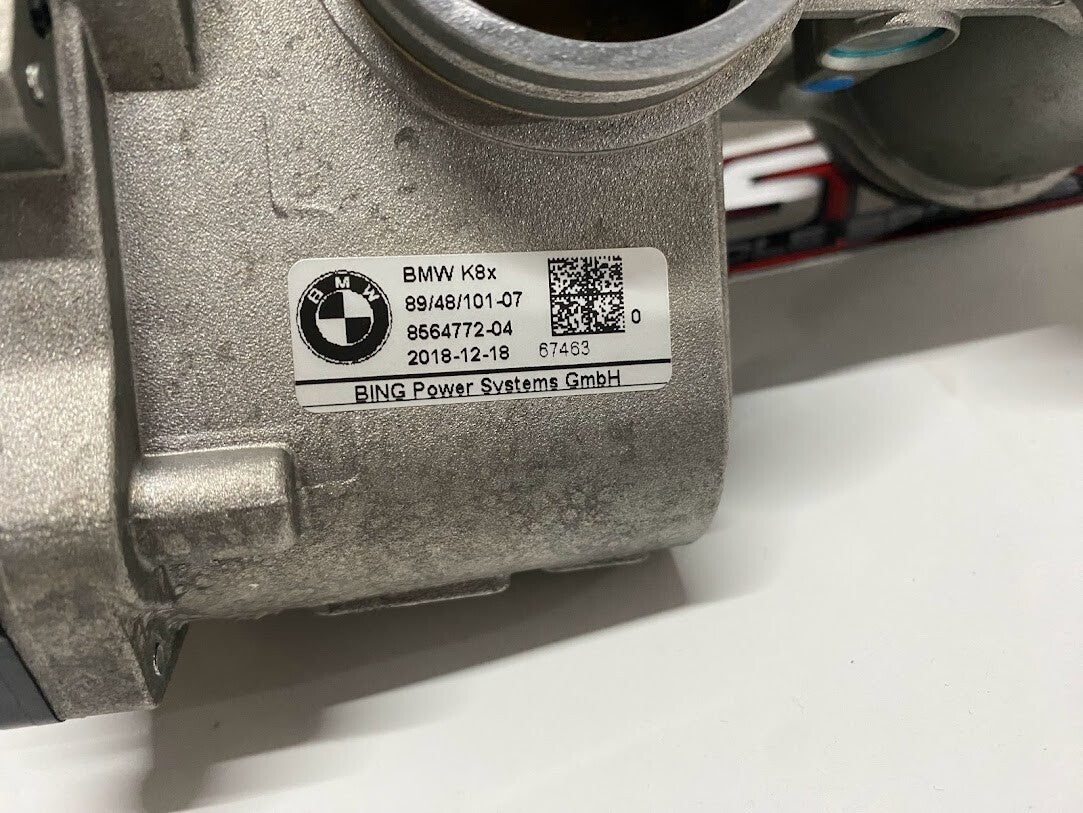 BMW
BMW K8x
89/48/101-07
8564772-04
0
2018-12-18 67463
BING Power Systems GmbH